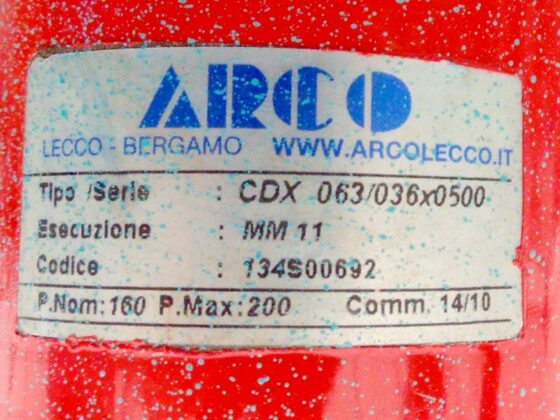 ARCO
LECCO - BERGAMO WWW.ARCOLECCO.IT
Tipo /Serie : CDX 063/036x0500
Esecuzione : MM 11
Codice : 134S00692
P.Nom:160 P.Max:200 Comm. 14/10